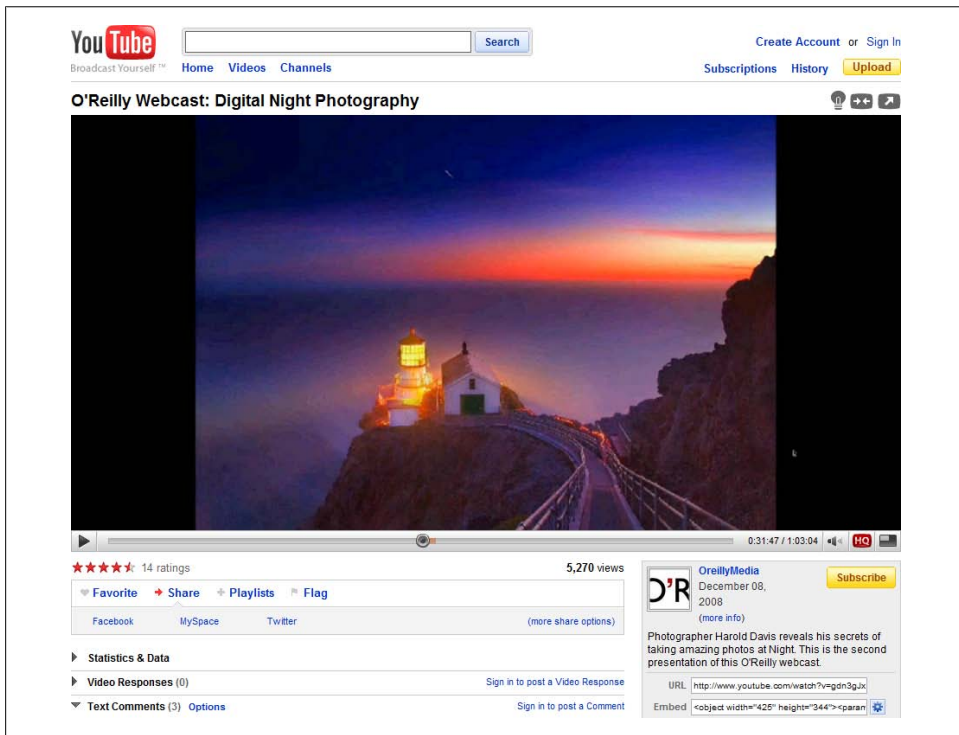 You Tube
Search
Create Account or Sign In
Broadcast Yourself ™ Home Videos Channels
Subscriptions History Upload
O'Reilly Webcast: Digital Night Photography
0:31:47 / 1:03:04 HQ
14 ratings
5,270 views
Favorite Share Playlists Flag
Facebook MySpace Twitter (more share options)
Statistics & Data
Video Responses (0) Sign in to post a Video Response
Text Comments (3) Options Sign in to post a Comment
O'R
OreillyMedia
December 08,
2008
(more info)
Subscribe
Photographer Harold Davis reveals his secrets of
taking amazing photos at Night. This is the second
presentation of this O'Reilly webcast.
URL http://www.youtube.com/watch?v=gdn3gJx
Embed <object width="425" height="344"><param